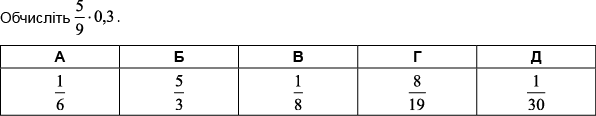 Обчисліть 5/9 · 0,3 .
А Б В Г Д
1/6 5/3 1/8 8/19 1/30